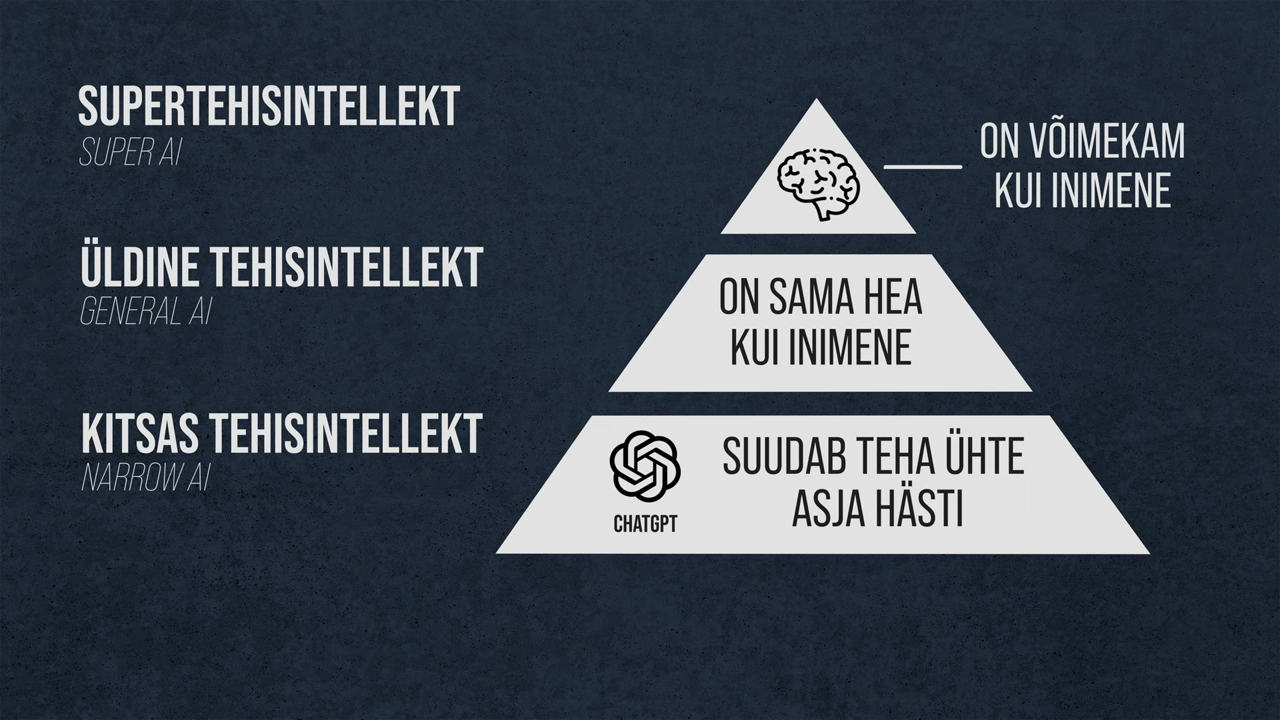 SUPERTEHISINTELLEKT
SUPER AI
ON VÕIMEKAM
KUI INIMENE
ÜLDINE TEHISINTELLEKT
GENERAL AI
ON SAMA HEA
KUI INIMENE
KITSAS TEHISINTELLEKT
NARROW AI
CHATGPT
SUUDAB TEHA ÜHTE
ASJA HÄSTI